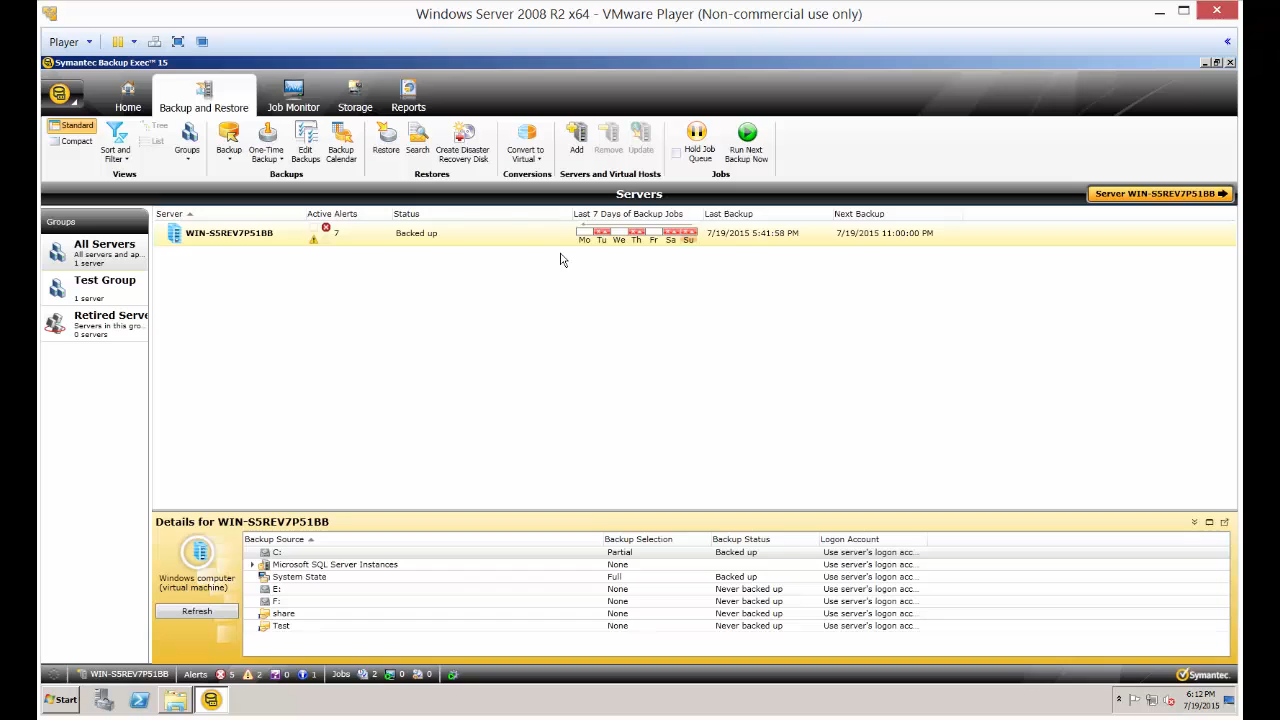 Windows Server 2008 R2 x64 - VMware Player (Non-commercial use only)
Player
Symantec Backup Exec™ 15
Home
Backup and Restore
Job Monitor
Storage
Reports
Standard
Compact
Tree
List
Sort and Filter
Groups
Views
Backup
One-Time Backup
Edit Backups
Backup Calendar
Backups
Restore
Search
Create Disaster Recovery Disk
Restores
Convert to Virtual
Conversions
Add
Remove
Update
Servers and Virtual Hosts
Hold Job Queue
Run Next Backup Now
Jobs
Servers
Server WIN-S5REV7P51BB
Groups
All Servers
All servers and ap...
1 server
Test Group
1 server
Retired Serve
Servers in this gro...
0 servers
Server Active Alerts Status Last 7 Days of Backup Jobs Last Backup Next Backup
WIN-S5REV7P51BB 7 Backed up Mo Tu We Th Fr Sa Su 7/19/2015 5:41:58 PM 7/19/2015 11:00:00 PM
Details for WIN-S5REV7P51BB
Windows computer
(virtual machine)
Refresh
Backup Source Backup Selection Backup Status Logon Account
C: Partial Backed up Use server's logon acc...
Microsoft SQL Server Instances None Use server's logon acc...
System State Full Backed up Use server's logon acc...
E: None Never backed up Use server's logon acc...
F: None Never backed up Use server's logon acc...
share None Never backed up Use server's logon acc...
Test None Never backed up Use server's logon acc...
WIN-S5REV7P51BB Alerts 5 2 0 1 Jobs 2 0 0
Symantec.
Start
6:12 PM
7/19/2015